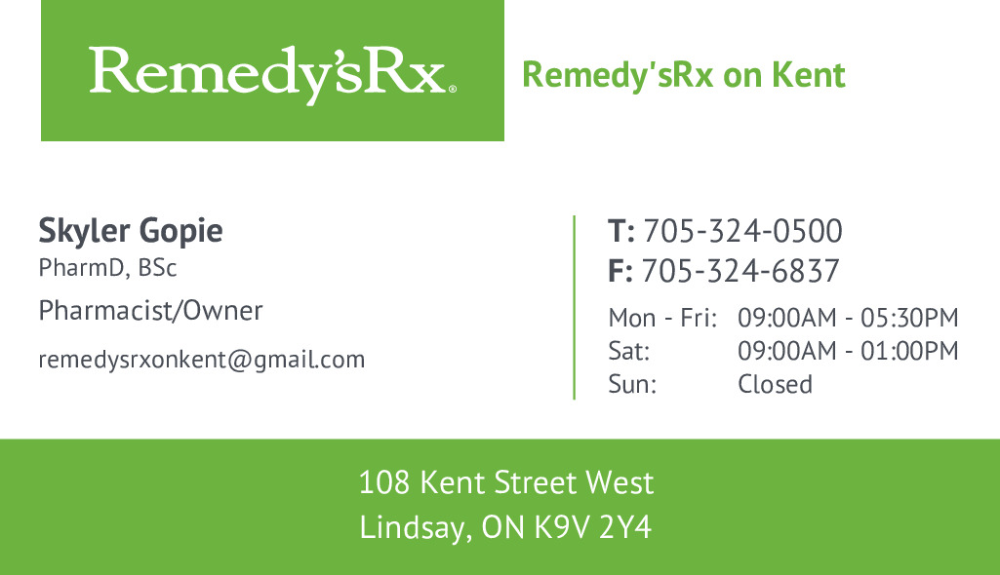 Remedy'sRx®
Remedy'sRx on Kent
Skyler Gopie
PharmD, BSc
Pharmacist/Owner
remedysrxonkent@gmail.com
T: 705-324-0500
F: 705-324-6837
Mon - Fri: 09:00AM - 05:30PM
Sat: 09:00AM - 01:00PM
Sun: Closed
108 Kent Street West
Lindsay, ON K9V 2Y4